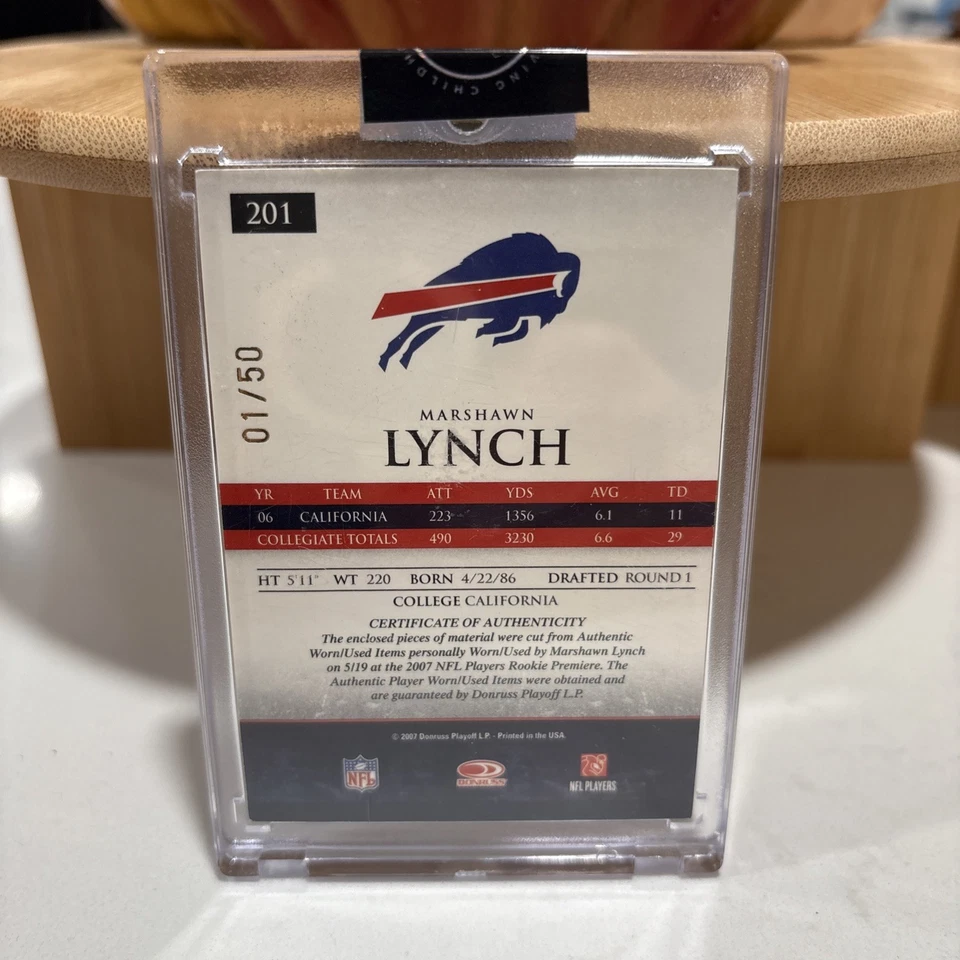 VING CHILDH
201
01/50
MARSHAWN
LYNCH
YR TEAM ATT YDS AVG TD
06 CALIFORNIA 223 1356 6.1 11
COLLEGIATE TOTALS 490 3230 6.6 29
HT 5'11" WT 220 BORN 4/22/86 DRAFTED ROUND 1
COLLEGE CALIFORNIA
CERTIFICATE OF AUTHENTICITY
The enclosed pieces of material were cut from Authentic
Worn/Used Items personally Worn/Used by Marshawn Lynch
on 5/19 at the 2007 NFL Players Rookie Premiere. The
Authentic Player Worn/Used Items were obtained and
are guaranteed by Donruss Playoff L.P.
© 2007 Donruss Playoff L.P. - Printed in the USA.
NFL DONRUSS NFL PLAYERS